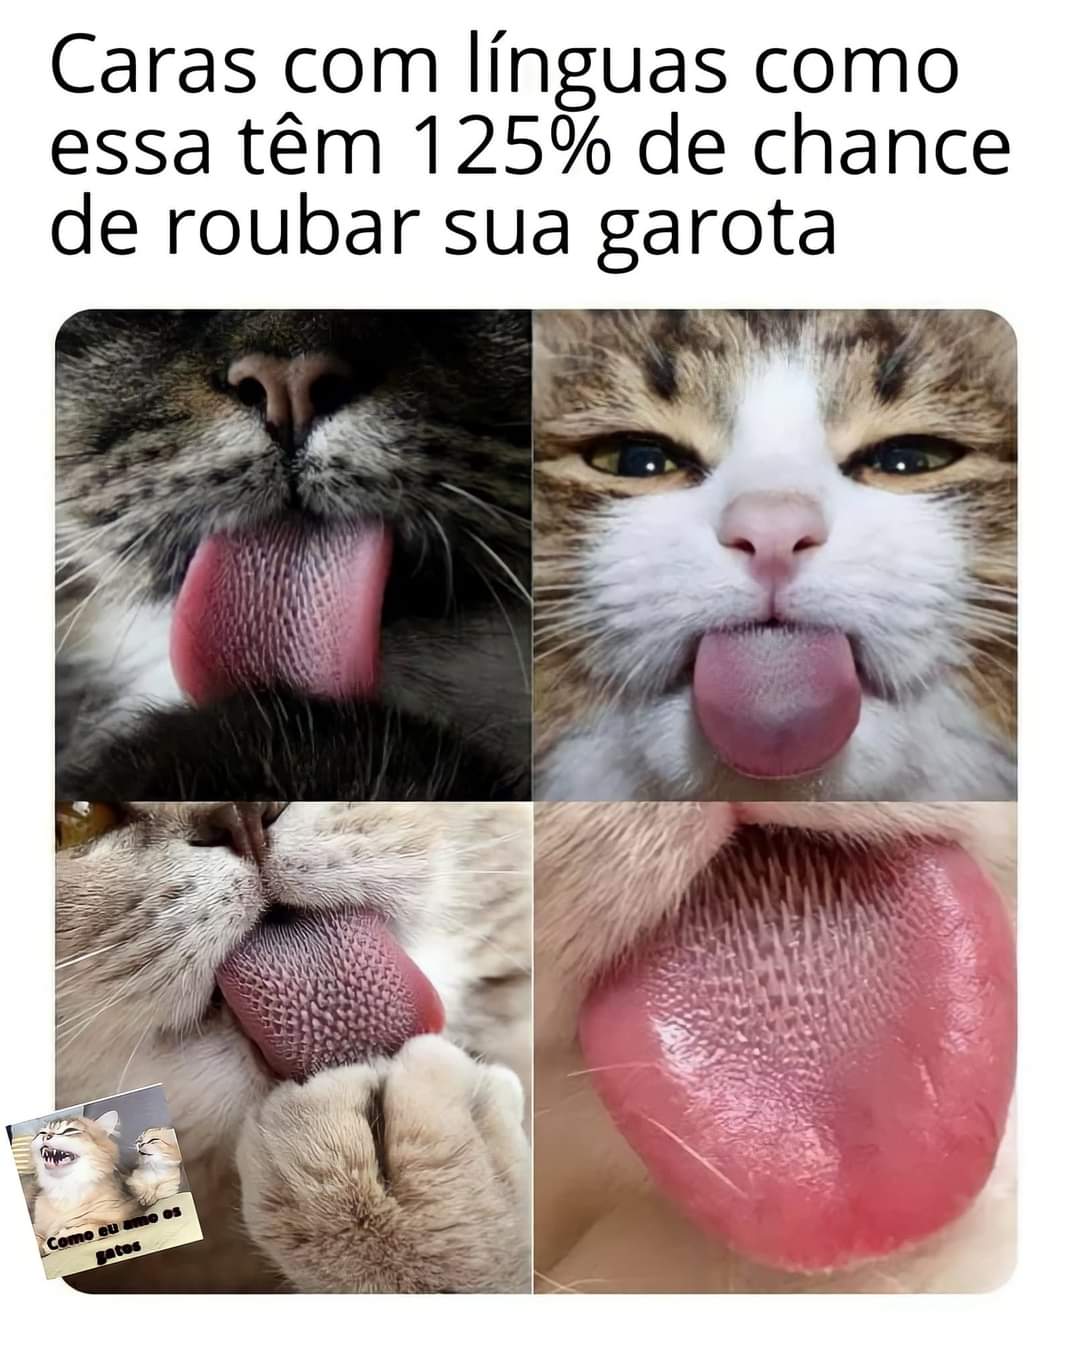 Caras com línguas como
essa têm 125% de chance
de roubar sua garota
Como eu amo os
gatos